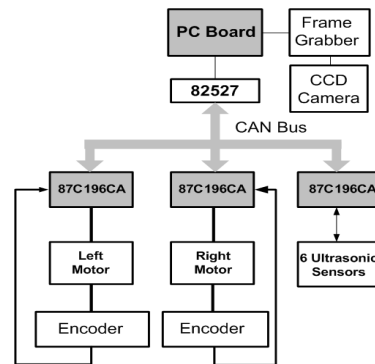 PC Board
Frame
Grabber
82527
CCD
Camera
CAN Bus
87C196CA
87C196CA
87C196CA
Left
Motor
Right
Motor
6 Ultrasonic
Sensors
Encoder
Encoder